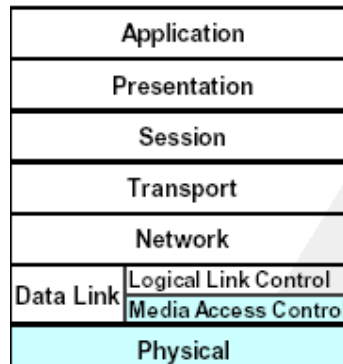 Application
Presentation
Session
Transport
Network
Data Link
Logical Link Control
Media Access Contro
Physical